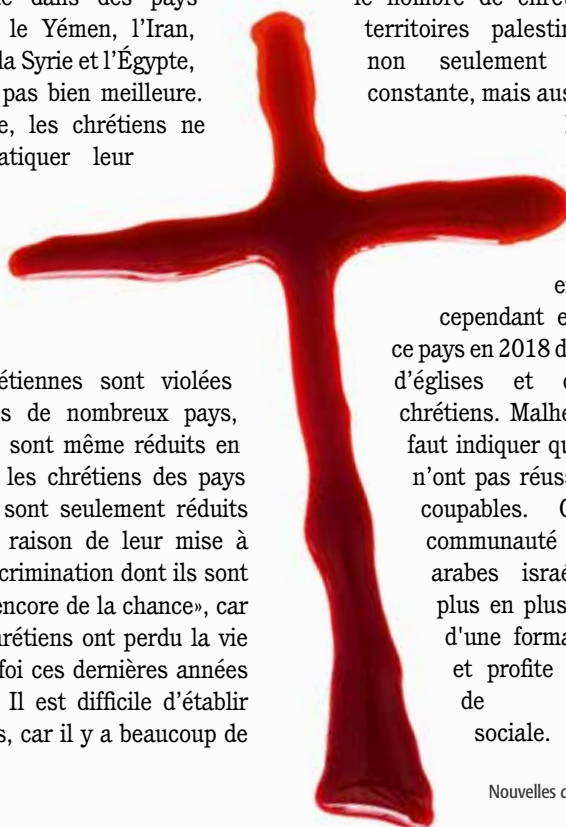 dans des pays
le Yémen, l’Iran,
la Syrie et l’Égypte,
pas bien meilleure.
e, les chrétiens ne
atiquer leur
étiennes sont violées
s de nombreux pays,
sont même réduits en
les chrétiens des pays
sont seulement réduits
raison de leur mise à
crimination dont ils sont
encore de la chance», car
rétiens ont perdu la vie
foi ces dernières années
Il est difficile d’établir
s, car il y a beaucoup de
le nombre de chré
territoires palestin
non seulement
constante, mais aus
cependant e
ce pays en 2018 d
d’églises et
chrétiens. Malhe
faut indiquer qu
n’ont pas réuss
coupables.
communauté
arabes isra
plus en plus
d'une forma
et profite
de
sociale.
Nouvelles